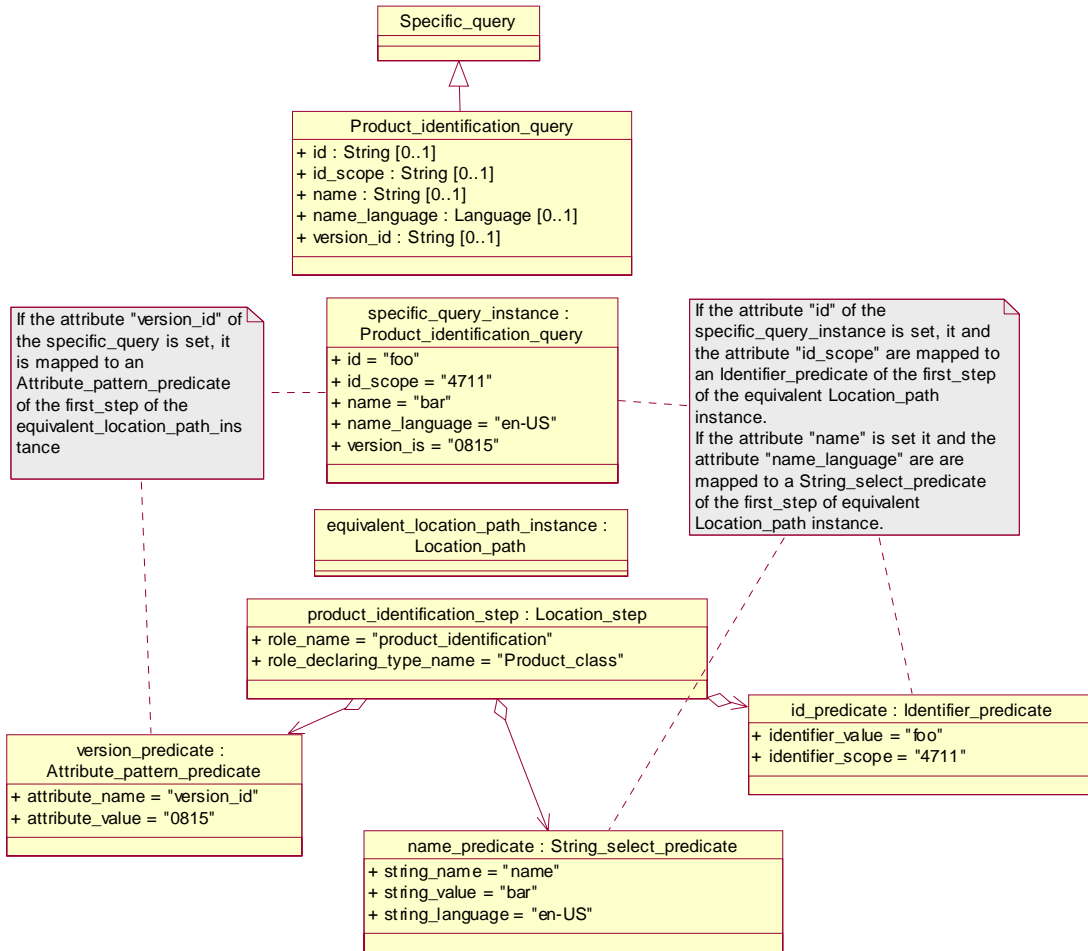 Specific_query
Product_identification_query
+ id : String [0..1]
+ id_scope : String [0..1]
+ name : String [0..1]
+ name_language : Language [0..1]
+ version_id : String [0..1]
If the attribute "version_id" of
the specific_query is set, it
is mapped to an
Attribute_pattern_predicate
of the first_step of the
equivalent_location_path_ins
tance
specific_query_instance :
Product_identification_query
+ id = "foo"
+ id_scope = "4711"
+ name = "bar"
+ name_language = "en-US"
+ version_is = "0815"
If the attribute "id" of the
specific_query_instance is set, it and
the attribute "id_scope" are mapped to
an Identifier_predicate of the first_step
of the equivalent Location_path
instance.
If the attribute "name" is set it and the
attribute "name_language" are are
mapped to a String_select_predicate
of the first_step of equivalent
Location_path instance.
equivalent_location_path_instance :
Location_path
product_identification_step : Location_step
+ role_name = "product_identification"
+ role_declaring_type_name = "Product_class"
id_predicate : Identifier_predicate
+ identifier_value = "foo"
+ identifier_scope = "4711"
version_predicate :
Attribute_pattern_predicate
+ attribute_name = "version_id"
+ attribute_value = "0815"
name_predicate : String_select_predicate
+ string_name = "name"
+ string_value = "bar"
+ string_language = "en-US"